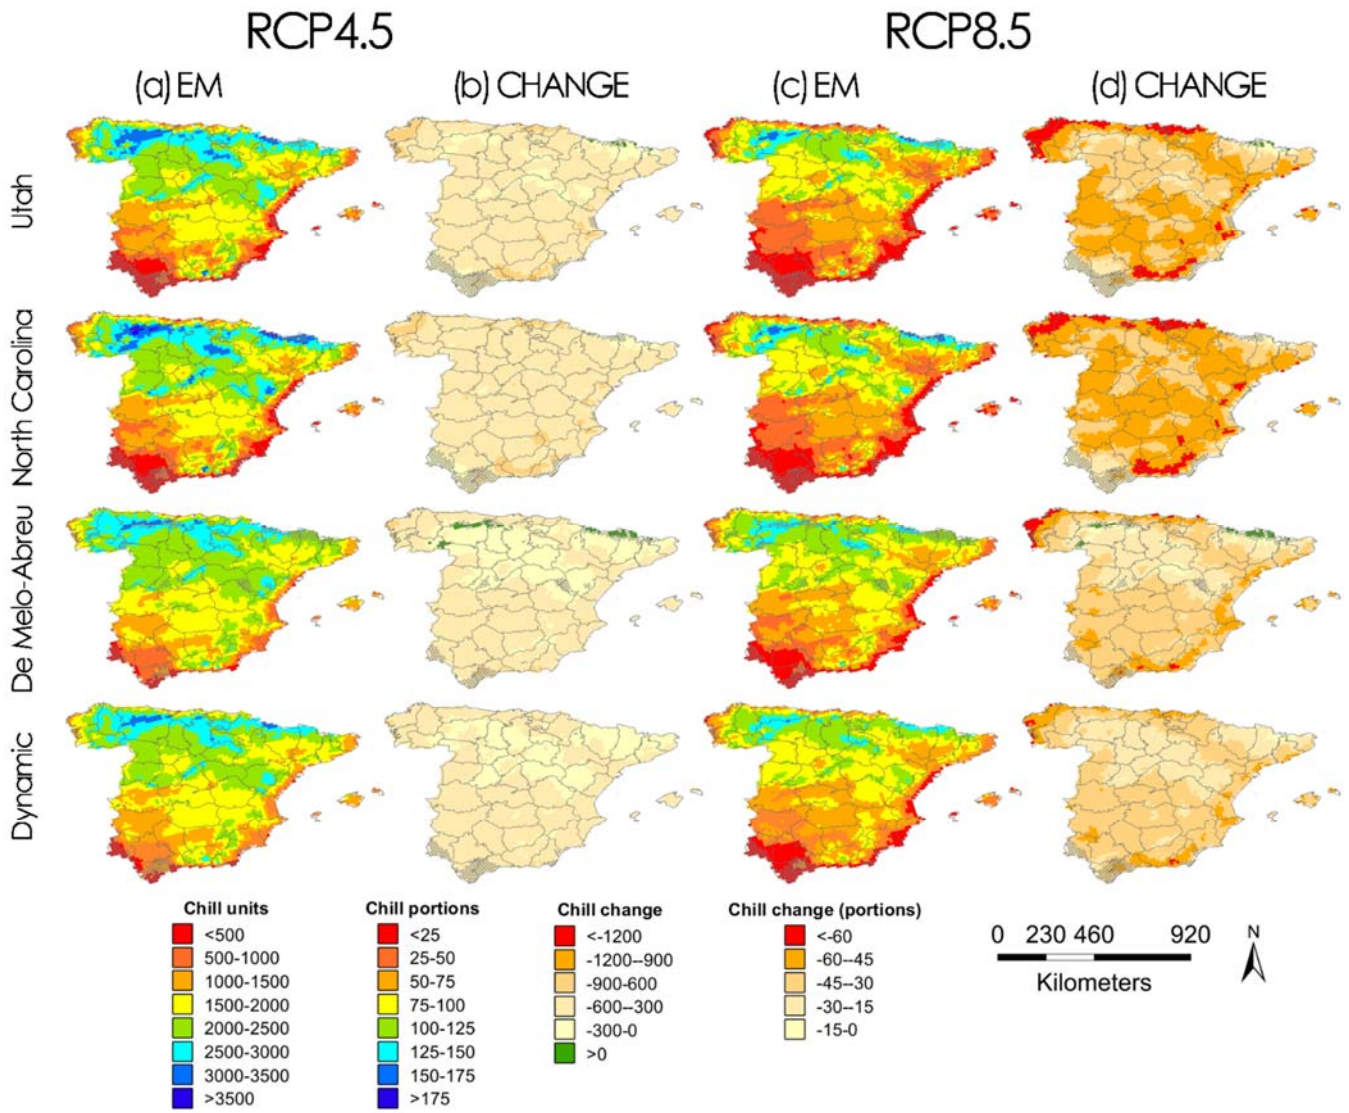 RCP4.5 RCP8.5
(a) EM (b) CHANGE (c) EM (d) CHANGE
Utah
North Carolina
De Melo-Abreu
Dynamic
Chill units
<500
500-1000
1000-1500
1500-2000
2000-2500
2500-3000
3000-3500
>3500
Chill portions
<25
25-50
50-75
75-100
100-125
125-150
150-175
>175
Chill change
<-1200
-1200--900
-900-600
-600--300
-300-0
>0
Chill change (portions)
<-60
-60--45
-45--30
-30--15
-15-0
0 230 460 920
Kilometers
N